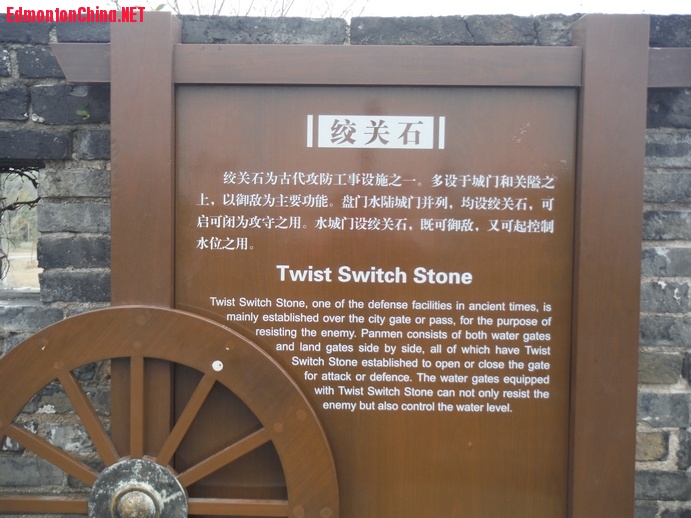 EdmontonChina.NET
绞关石
绞关石为古代攻防工事设施之一。多设于城门和关隘之
上，以御敌为主要功能。盘门水陆城门并列，均设绞关石，可
启可闭为攻守之用。水城门设绞关石，既可御敌，又可起控制
水位之用。
Twist Switch Stone
Twist Switch Stone, one of the defense facilities in ancient times, is
mainly established over the city gate or pass, for the purpose of
resisting the enemy. Panmen consists of both water gates
and land gates side by side, all of which have Twist
Switch Stone established to open or close the gate
for attack or defence. The water gates equipped
with Twist Switch Stone can not only resist the
enemy but also control the water level.